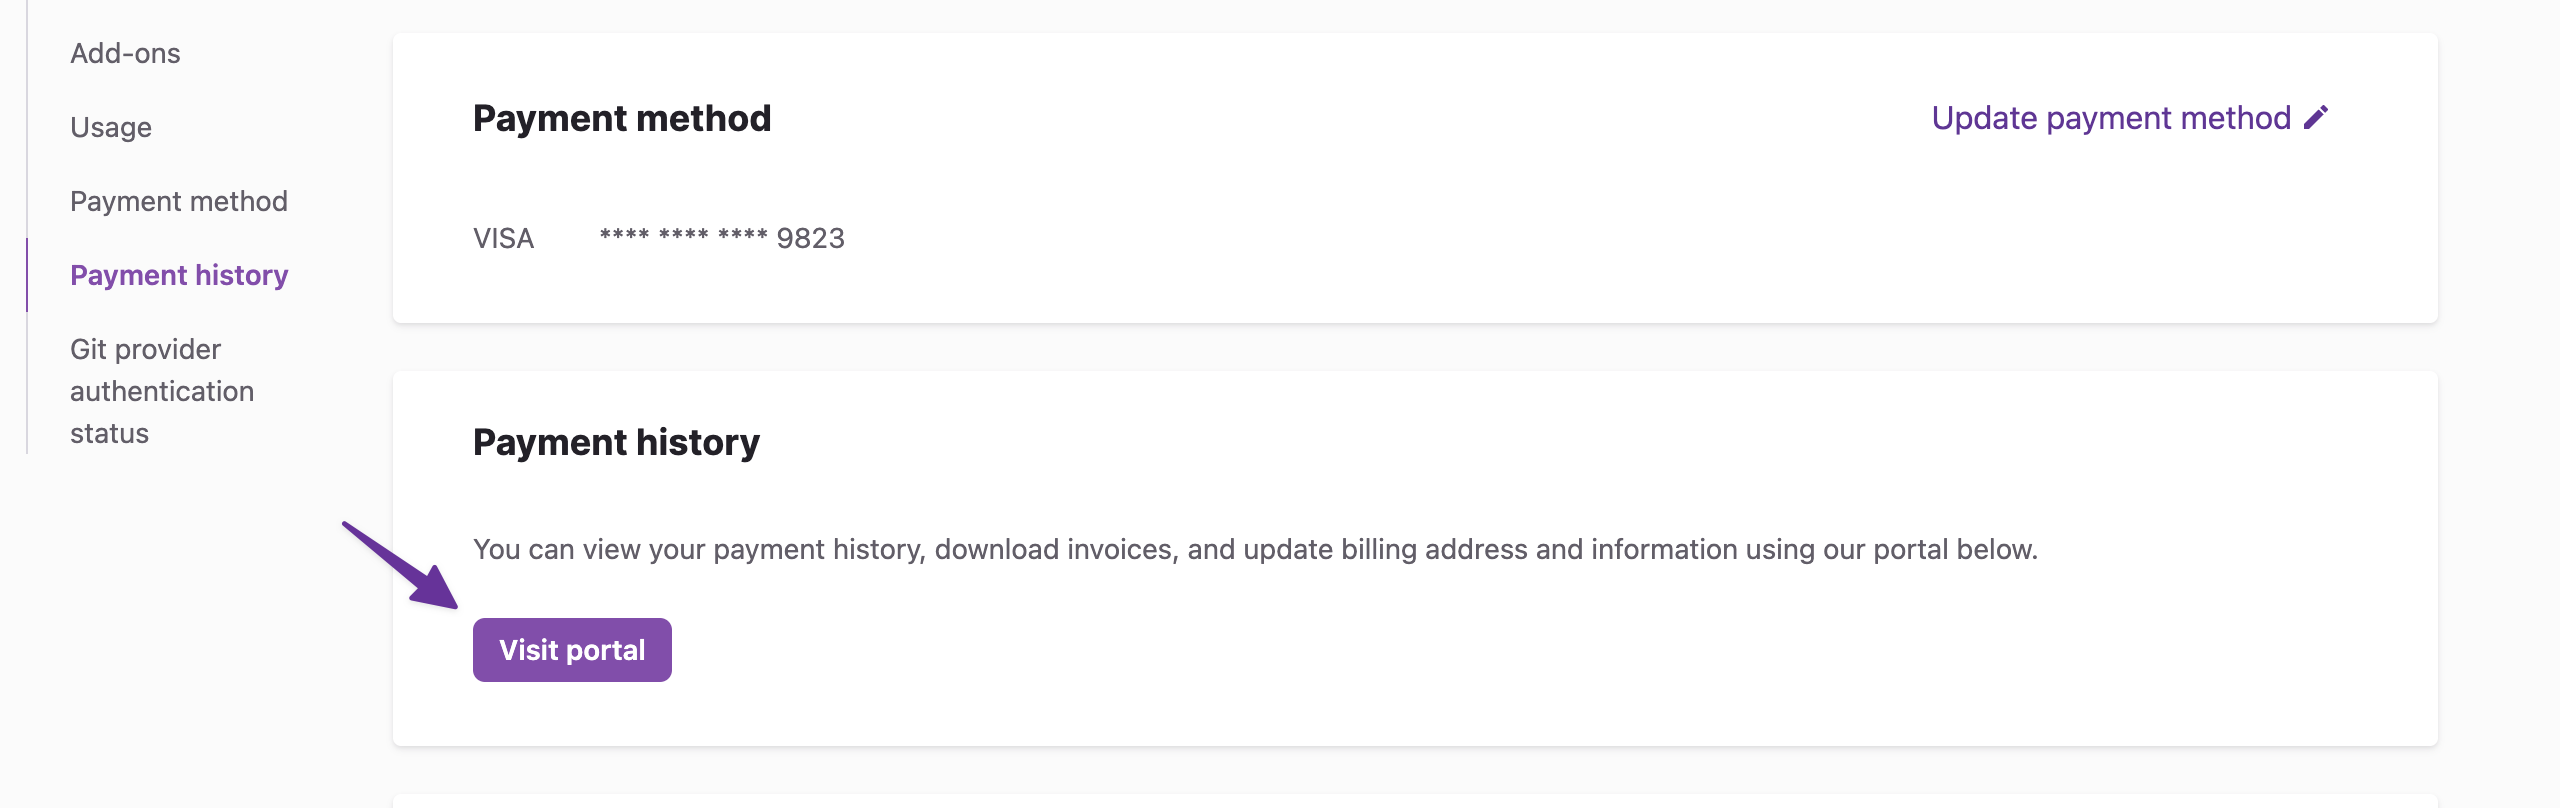 Add-ons
Usage
Payment method
Payment history
Git provider
authentication
status
Payment method
Update payment method
VISA **** **** **** 9823
Payment history
You can view your payment history, download invoices, and update billing address and information using our portal below.
Visit portal